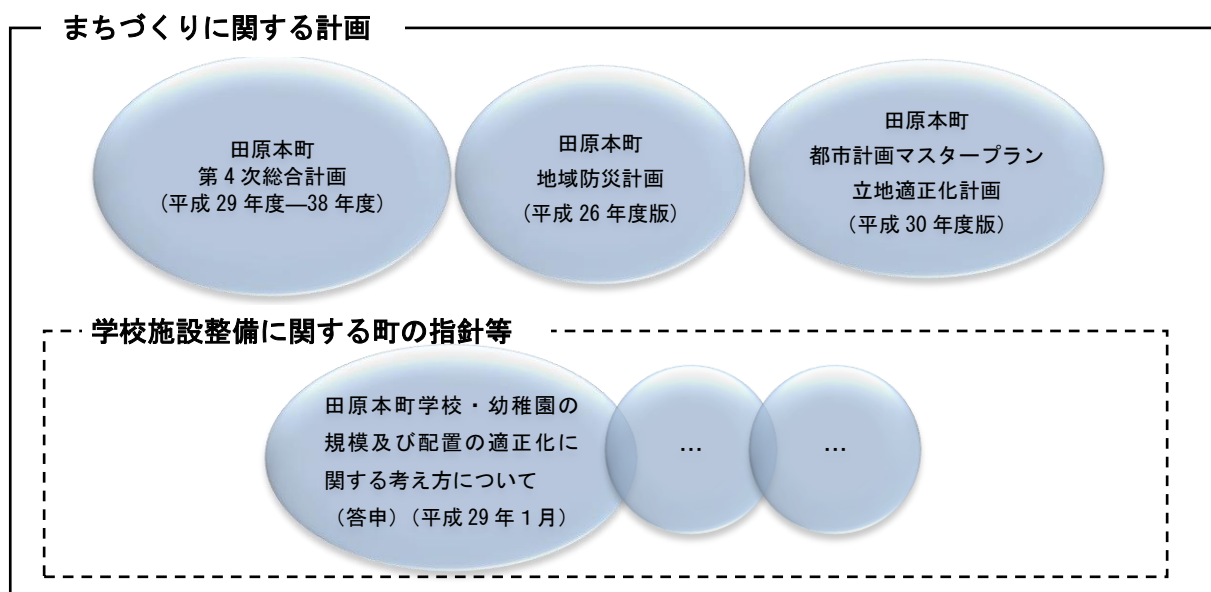 まちづくりに関する計画
田原本町
第4次総合計画
（平成29年度―38年度）
田原本町
地域防災計画
（平成26年度版）
田原本町
都市計画マスタープラン
立地適正化計画
（平成30年度版）
学校施設整備に関する町の指針等
田原本町学校・幼稚園の
規模及び配置の適正化に
関する考え方について
（答申）（平成29年１月）
…
…